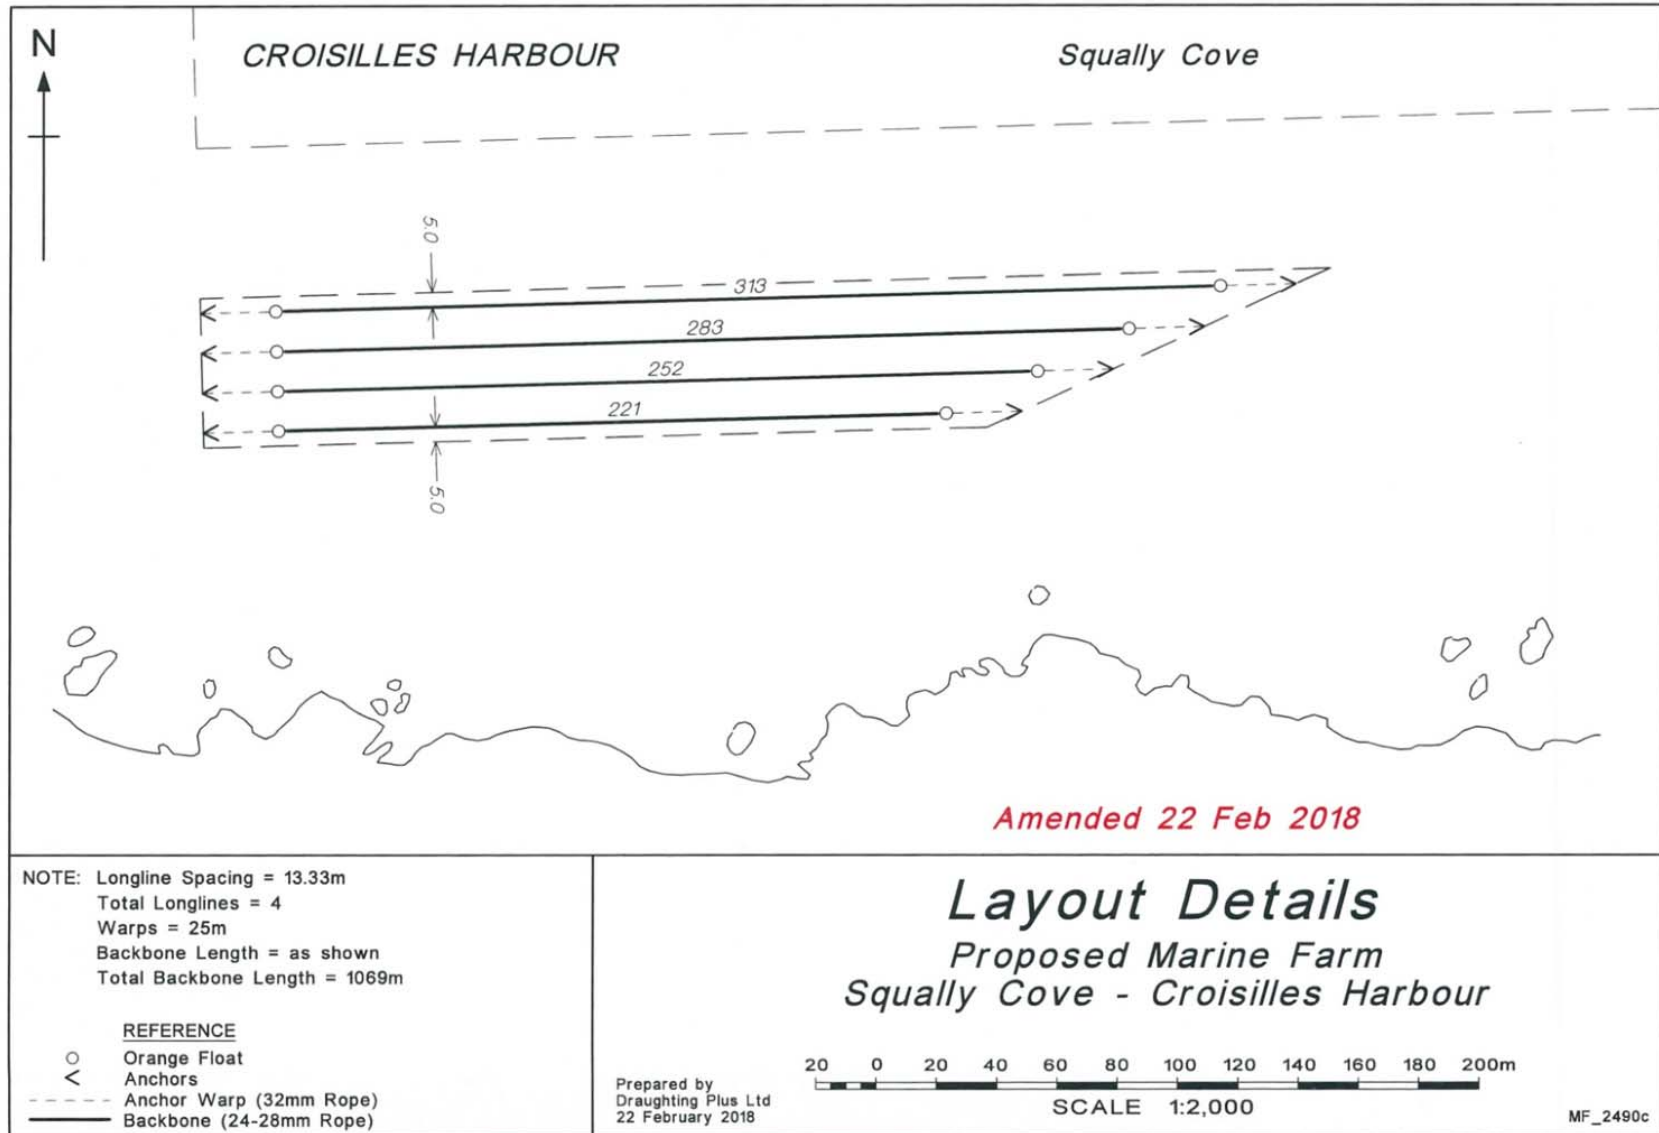 N
CROISILLES HARBOUR
Squally Cove
5.0
313
283
252
221
5.0
Amended 22 Feb 2018
NOTE: Longline Spacing = 13.33m
Total Longlines = 4
Warps = 25m
Backbone Length = as shown
Total Backbone Length = 1069m
REFERENCE
Orange Float
Anchors
Anchor Warp (32mm Rope)
Backbone (24-28mm Rope)
Layout Details
Proposed Marine Farm
Squally Cove - Croisilles Harbour
Prepared by
Draughting Plus Ltd
22 February 2018
20 0 20 40 60 80 100 120 140 160 180 200m
SCALE 1:2,000
MF_2490c